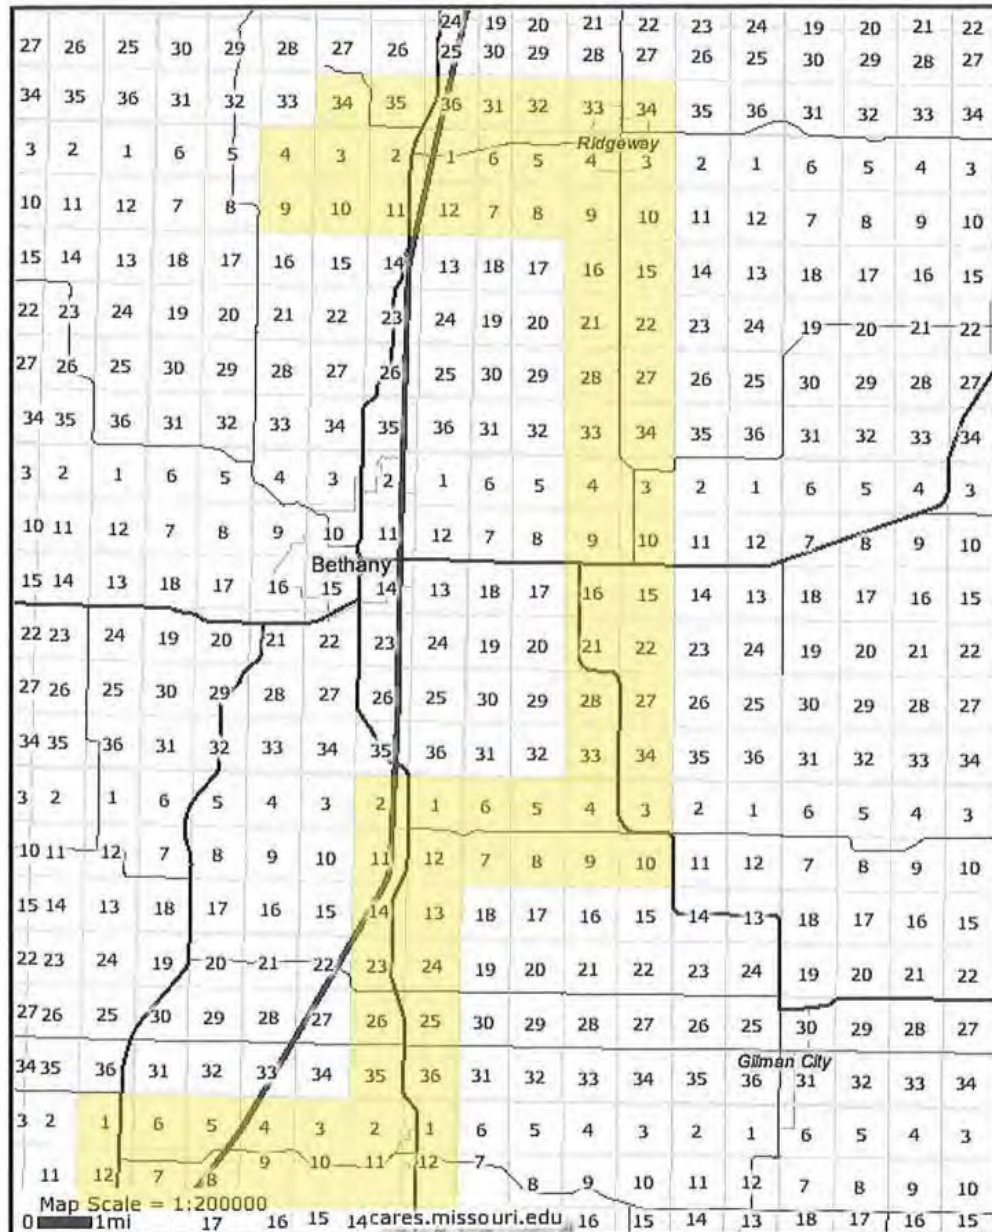 24 19 20 21 22 23 24 19 20 21 22
27 26 25 30 29 28 27 26 25 30 29 28 27 26 25 30 29 28 27
34 35 36 31 32 33 34 35 36 31 32 33 34 35 36 31 32 33 34
Ridgeway
3 2 1 6 5 4 3 2 1 6 5 4 3 2 1 6 5 4 3
10 11 12 7 8 9 10 11 12 7 8 9 10 11 12 7 8 9 10
15 14 13 18 17 16 15 14 13 18 17 16 15 14 13 18 17 16 15
22 23 24 19 20 21 22 23 24 19 20 21 22 23 24 19 20 21 22
27 26 25 30 29 28 27 26 25 30 29 28 27 26 25 30 29 28 27
34 35 36 31 32 33 34 35 36 31 32 33 34 35 36 31 32 33 34
3 2 1 6 5 4 3 2 1 6 5 4 3 2 1 6 5 4 3
10 11 12 7 8 9 10 11 12 7 8 9 10 11 12 7 8 9 10
Bethany
15 14 13 18 17 16 15 14 13 18 17 16 15 14 13 18 17 16 15
22 23 24 19 20 21 22 23 24 19 20 21 22 23 24 19 20 21 22
27 26 25 30 29 28 27 26 25 30 29 28 27 26 25 30 29 28 27
34 35 36 31 32 33 34 35 36 31 32 33 34 35 36 31 32 33 34
3 2 1 6 5 4 3 2 1 6 5 4 3 2 1 6 5 4 3
10 11 12 7 8 9 10 11 12 7 8 9 10 11 12 7 8 9 10
15 14 13 18 17 16 15 14 13 18 17 16 15 14 13 18 17 16 15
22 23 24 19 20 21 22 23 24 19 20 21 22 23 24 19 20 21 22
27 26 25 30 29 28 27 26 25 30 29 28 27 26 25 30 29 28 27
Gilman City
34 35 36 31 32 33 34 35 36 31 32 33 34 35 36 31 32 33 34
3 2 1 6 5 4 3 2 1 6 5 4 3 2 1 6 5 4 3
11 12 7 8 9 10 11 12 7 8 9 10 11 12 7 8 9 10
Map Scale = 1:200000
0 1mi 17 16 15 14 cares.missouri.edu 16 15 14 13 18 17 16 15